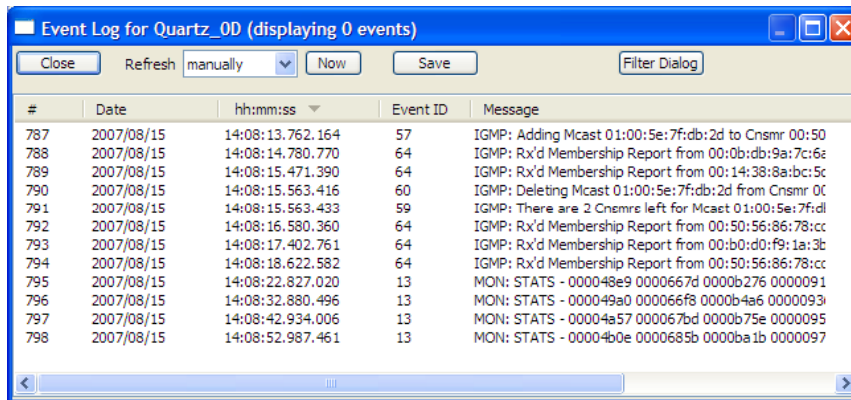 Event Log for Quartz_0D (displaying 0 events)
Close Refresh manually Now Save Filter Dialog
# Date hh:mm:ss Event ID Message
787 2007/08/15 14:08:13.762.164 57 IGMP: Adding Mcast 01:00:5e:7f:db:2d to Cnsmr 00:50
788 2007/08/15 14:08:14.780.770 64 IGMP: Rx'd Membership Report from 00:0b:db:9a:7c:6a
789 2007/08/15 14:08:15.471.390 64 IGMP: Rx'd Membership Report from 00:14:38:8a:bc:5c
790 2007/08/15 14:08:15.563.416 60 IGMP: Deleting Mcast 01:00:5e:7f:db:2d from Cnsmr 00
791 2007/08/15 14:08:15.563.433 59 IGMP: There are 2 Cnsmrs left for Mcast 01:00:5e:7f:d
792 2007/08/15 14:08:16.580.360 64 IGMP: Rx'd Membership Report from 00:50:56:86:78:cc
793 2007/08/15 14:08:17.402.761 64 IGMP: Rx'd Membership Report from 00:b0:d0:f9:1a:3b
794 2007/08/15 14:08:18.622.582 64 IGMP: Rx'd Membership Report from 00:50:56:86:78:cc
795 2007/08/15 14:08:22.827.020 13 MON: STATS - 000048e9 0000667d 0000b276 0000091
796 2007/08/15 14:08:32.880.496 13 MON: STATS - 000049a0 000066f8 0000b4a6 0000093
797 2007/08/15 14:08:42.934.006 13 MON: STATS - 00004a57 000067bd 0000b75e 0000095
798 2007/08/15 14:08:52.987.461 13 MON: STATS - 00004b0e 0000685b 0000ba1b 0000097